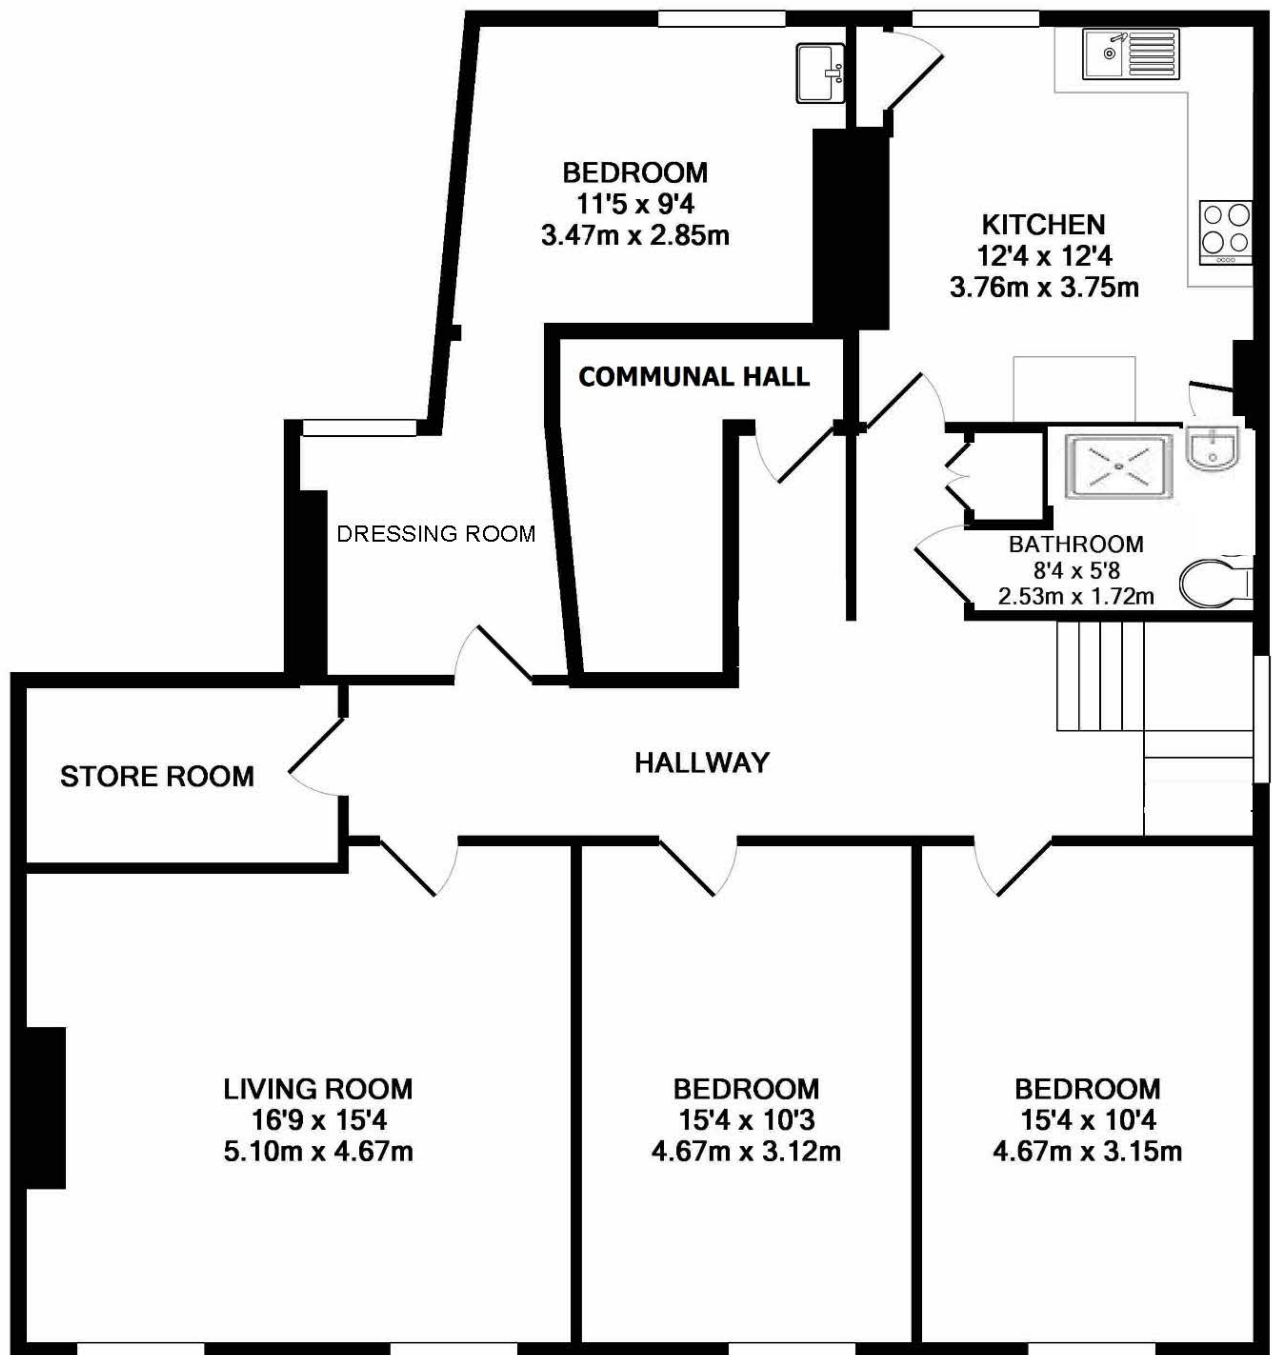 BEDROOM
11'5 x 9'4
3.47m x 2.85m
KITCHEN
12'4 x 12'4
3.76m x 3.75m
COMMUNAL HALL
DRESSING ROOM
BATHROOM
8'4 x 5'8
2.53m x 1.72m
STORE ROOM
HALLWAY
LIVING ROOM
16'9 x 15'4
5.10m x 4.67m
BEDROOM
15'4 x 10'3
4.67m x 3.12m
BEDROOM
15'4 x 10'4
4.67m x 3.15m